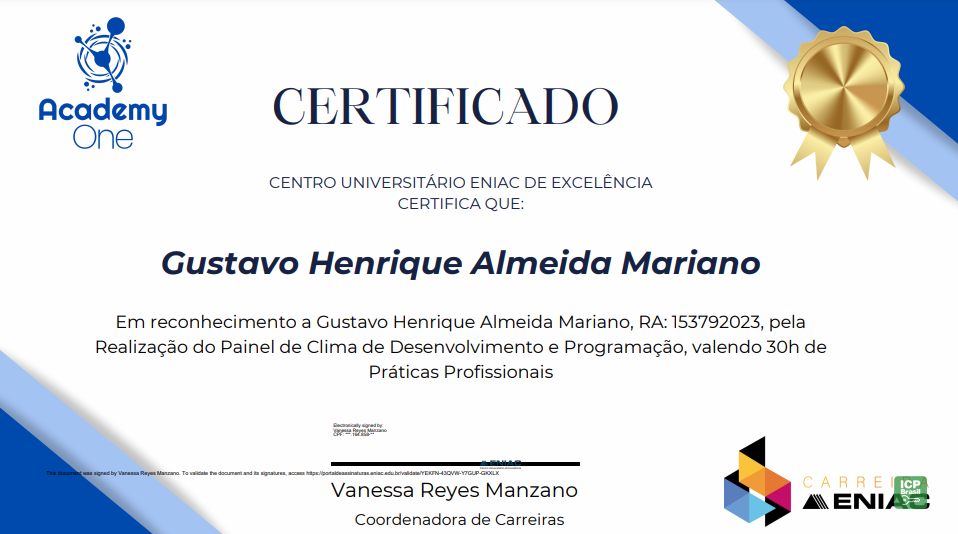 Academy
One
CERTIFICADO
CENTRO UNIVERSITÁRIO ENIAC DE EXCELÊNCIA
CERTIFICA QUE:
Gustavo Henrique Almeida Mariano
Em reconhecimento a Gustavo Henrique Almeida Mariano, RA: 153792023, pela
Realização do Painel de Clima de Desenvolvimento e Programação, valendo 30h de
Práticas Profissionais
Electronically signed by:
Vanessa Reyes Manzano
CPF:
ENIAC
This document was signed by Vanessa Reyes Manzano. To validate the document and its signatures, access https://portaldeassinaturas.eniac.edu.br/validate/YEKFN-43QVW-Y7GUP-GKXLX
Vanessa Reyes Manzano
Coordenadora de Carreiras
CARREI
ENIAC
ICP
Brasil